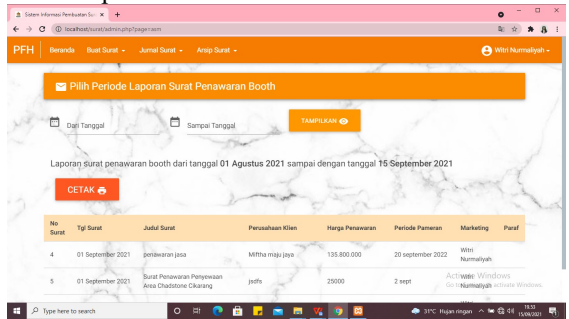 Sistem Informasi Pembuatan Sur
localhost/surat/admin.php?page=asm
PFH Beranda Buat Surat Jurnal Surat Arsip Surat Witri Nurmaliyah
Pilih Periode Laporan Surat Penawaran Booth
Dari Tanggal Sampai Tanggal TAMPILKAN
Laporan surat penawaran booth dari tanggal 01 Agustus 2021 sampai dengan tanggal 15 September 2021
CETAK
No Surat Tgl Surat Judul Surat Perusahaan Klien Harga Penawaran Periode Pameran Marketing Paraf
4 01 September 2021 penawaran jasa Miftha maju jaya 135.800.000 20 september 2022 Witri Nurmaliyah
5 01 September 2021 Surat Penawaran Penyewaan Area Chadstone Cikarang jsdfs 25000 2 sept Witri Nurmaliyah
Activate Windows
Go to Settings to activate Windows.
Type here to search
31°C Hujan ringan
19.53
15/09/2021